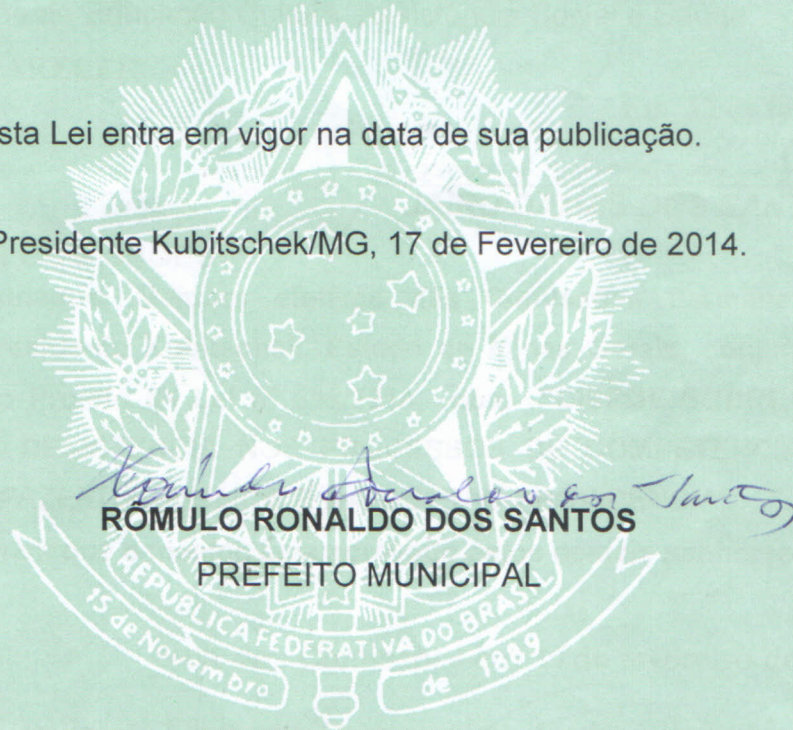 sta Lei entra em vigor na data de sua publicação.
Presidente Kubitschek/MG, 17 de Fevereiro de 2014.
RÔMULO RONALDO DOS SANTOS
PREFEITO MUNICIPAL
REPUBLICA FEDERATIVA DO BRASIL
15 de Novembro de 1889